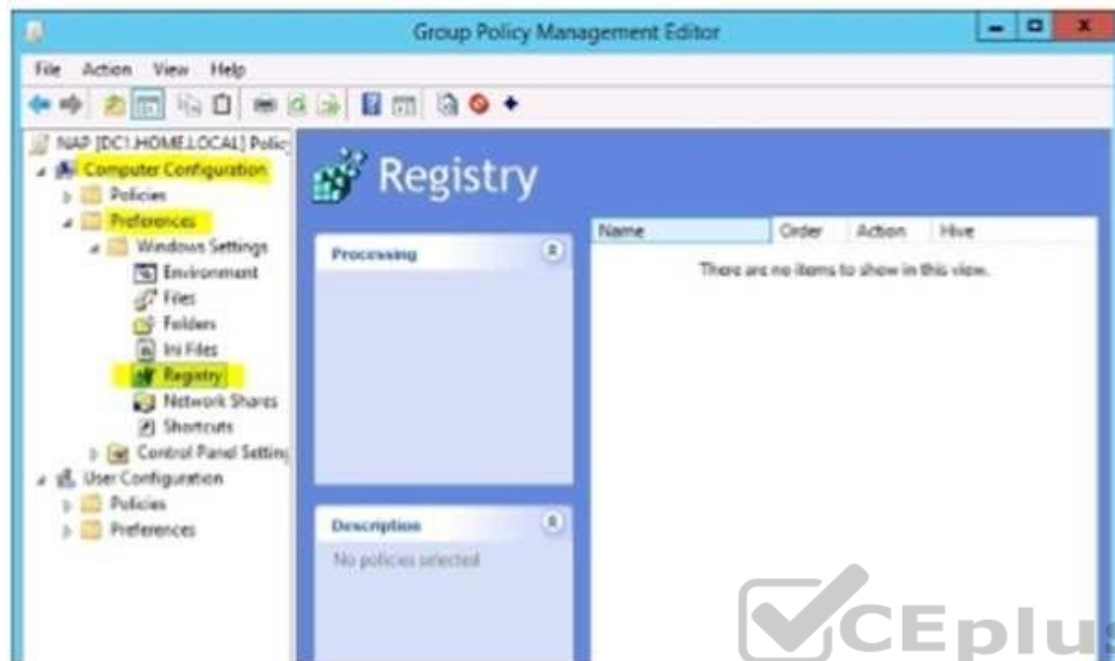 Group Policy Management Editor
File Action View Help
NAP [DC1.HOME.LOCAL] Polic
Computer Configuration
Policies
Preferences
Windows Settings
Environment
Files
Folders
Ini Files
Registry
Network Shares
Shortcuts
Control Panel Setting
User Configuration
Policies
Preferences
Registry
Processing
Description
No policies selected
Name Order Action Hive
There are no items to show in this view.
CEplus